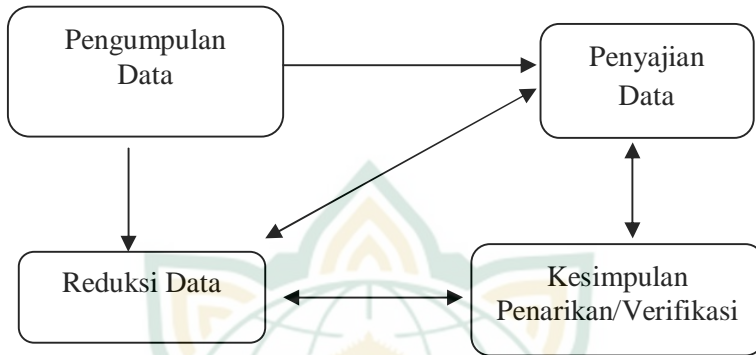 Pengumpulan
Data
Penyajian
Data
Reduksi Data
Kesimpulan
Penarikan/Verifikasi